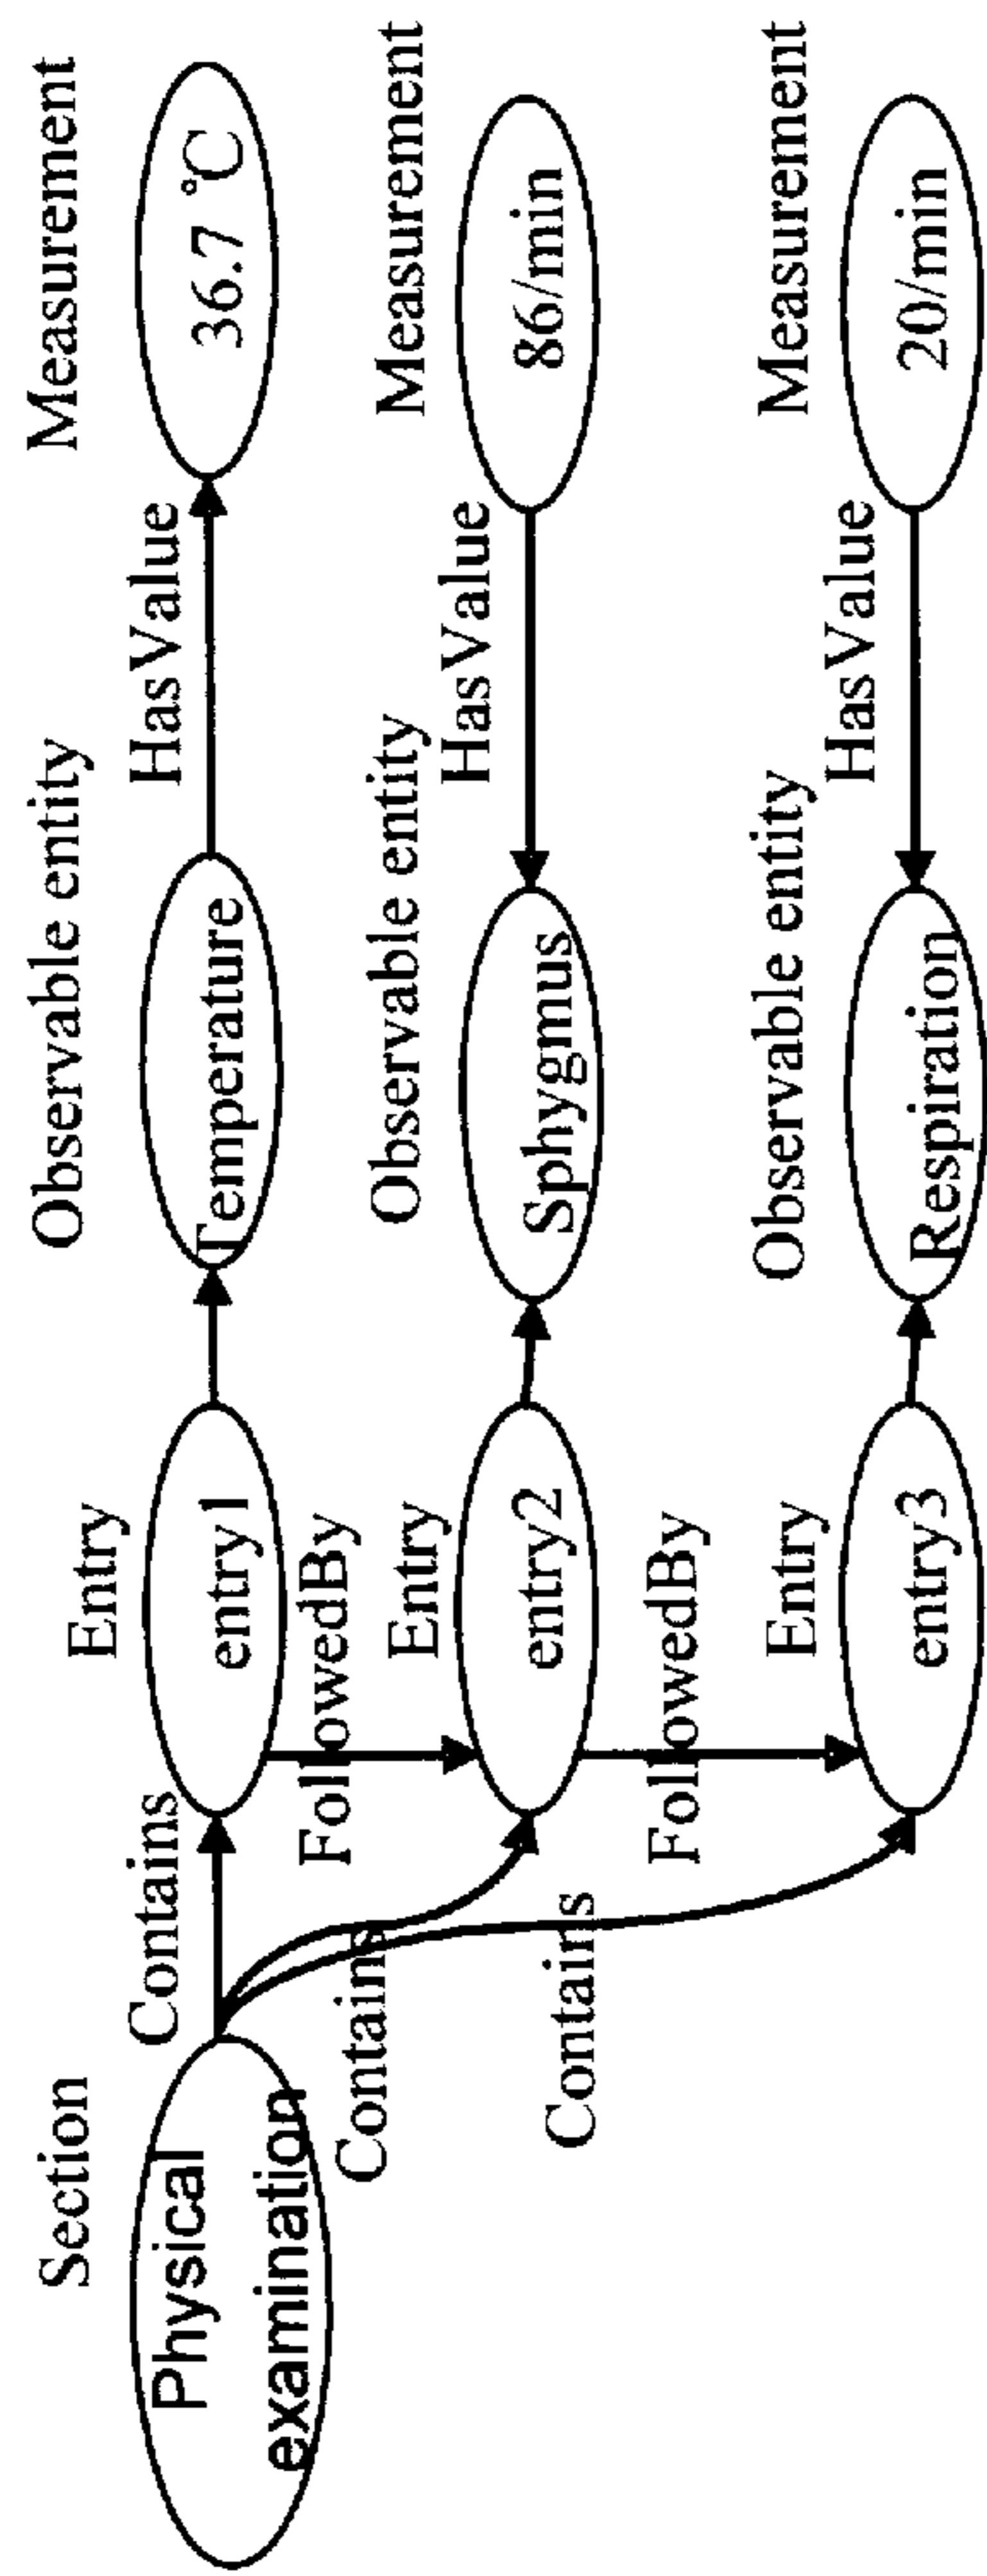 Section
Physical
examination
Contains
Contains
Contains
Entry
entry1
FollowedBy
Entry
entry2
FollowedBy
Entry
entry3
Observable entity
Temperature
HasValue
Measurement
36.7 °C
Observable entity
Sphygmus
HasValue
Measurement
86/min
Observable entity
Respiration
HasValue
Measurement
20/min